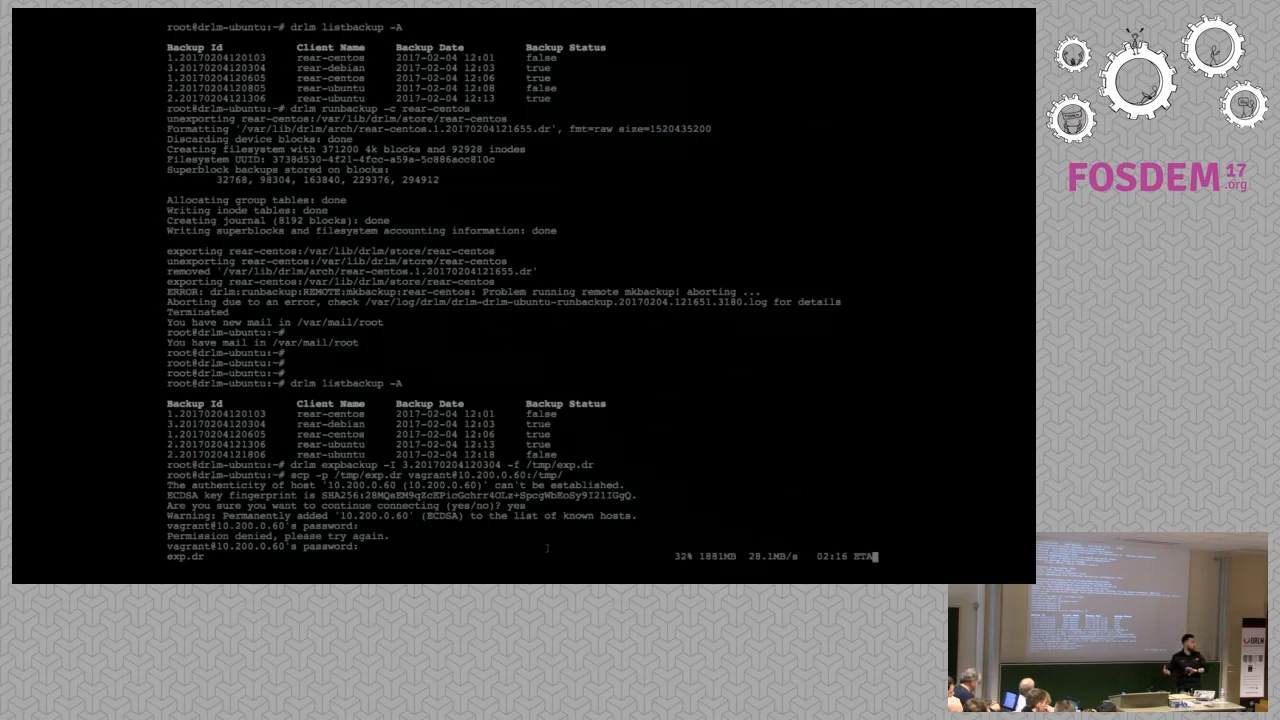 root@drlm-ubuntu:~# drlm listbackup -A
Backup Id Client Name Backup Date Backup Status
1.20170204120103 rear-centos 2017-02-04 12:01 false
3.20170204120304 rear-debian 2017-02-04 12:03 true
1.20170204120605 rear-centos 2017-02-04 12:06 true
2.20170204120805 rear-ubuntu 2017-02-04 12:08 false
2.20170204121306 rear-ubuntu 2017-02-04 12:13 true
root@drlm-ubuntu:~# drlm runbackup -c rear-centos
unexporting rear-centos:/var/lib/drlm/store/rear-centos
Formatting '/var/lib/drlm/arch/rear-centos.1.20170204121655.dr', fmt=raw size=1520435200
Discarding device blocks: done
Creating filesystem with 371200 4k blocks and 92928 inodes
Filesystem UUID: 3738d530-4f21-4fcc-a59a-5c886acc810c
Superblock backups stored on blocks:
32768, 98304, 163840, 229376, 294912
Allocating group tables: done
Writing inode tables: done
Creating journal (8192 blocks): done
Writing superblocks and filesystem accounting information: done
exporting rear-centos:/var/lib/drlm/store/rear-centos
unexporting rear-centos:/var/lib/drlm/store/rear-centos
removed '/var/lib/drlm/arch/rear-centos.1.20170204121655.dr'
exporting rear-centos:/var/lib/drlm/store/rear-centos
ERROR: drlm:runbackup:REMOTE:mkbackup:rear-centos: Problem running remote mkbackup! aborting ...
Aborting due to an error, check /var/log/drlm/drlm-drlm-ubuntu-runbackup.20170204.121651.3180.log for details
Terminated
You have new mail in /var/mail/root
root@drlm-ubuntu:~#
You have mail in /var/mail/root
root@drlm-ubuntu:~#
root@drlm-ubuntu:~#
root@drlm-ubuntu:~#
root@drlm-ubuntu:~# drlm listbackup -A
Backup Id Client Name Backup Date Backup Status
1.20170204120103 rear-centos 2017-02-04 12:01 false
3.20170204120304 rear-debian 2017-02-04 12:03 true
1.20170204120605 rear-centos 2017-02-04 12:06 true
2.20170204121306 rear-ubuntu 2017-02-04 12:13 true
2.20170204121806 rear-ubuntu 2017-02-04 12:18 false
root@drlm-ubuntu:~# drlm expbackup -I 3.20170204120304 -f /tmp/exp.dr
root@drlm-ubuntu:~# scp -p /tmp/exp.dr vagrant@10.200.0.60:/tmp/
The authenticity of host '10.200.0.60 (10.200.0.60)' can't be established.
ECDSA key fingerprint is SHA256:28MQsEM9qZcEPicGchrr4OLz+SpcgWbEoSy9I21IGgQ.
Are you sure you want to continue connecting (yes/no)? yes
Warning: Permanently added '10.200.0.60' (ECDSA) to the list of known hosts.
vagrant@10.200.0.60's password:
Permission denied, please try again.
vagrant@10.200.0.60's password:
exp.dr 32% 1881MB 28.1MB/s 02:16 ETA
FOSDEM 17
.org
DRLM